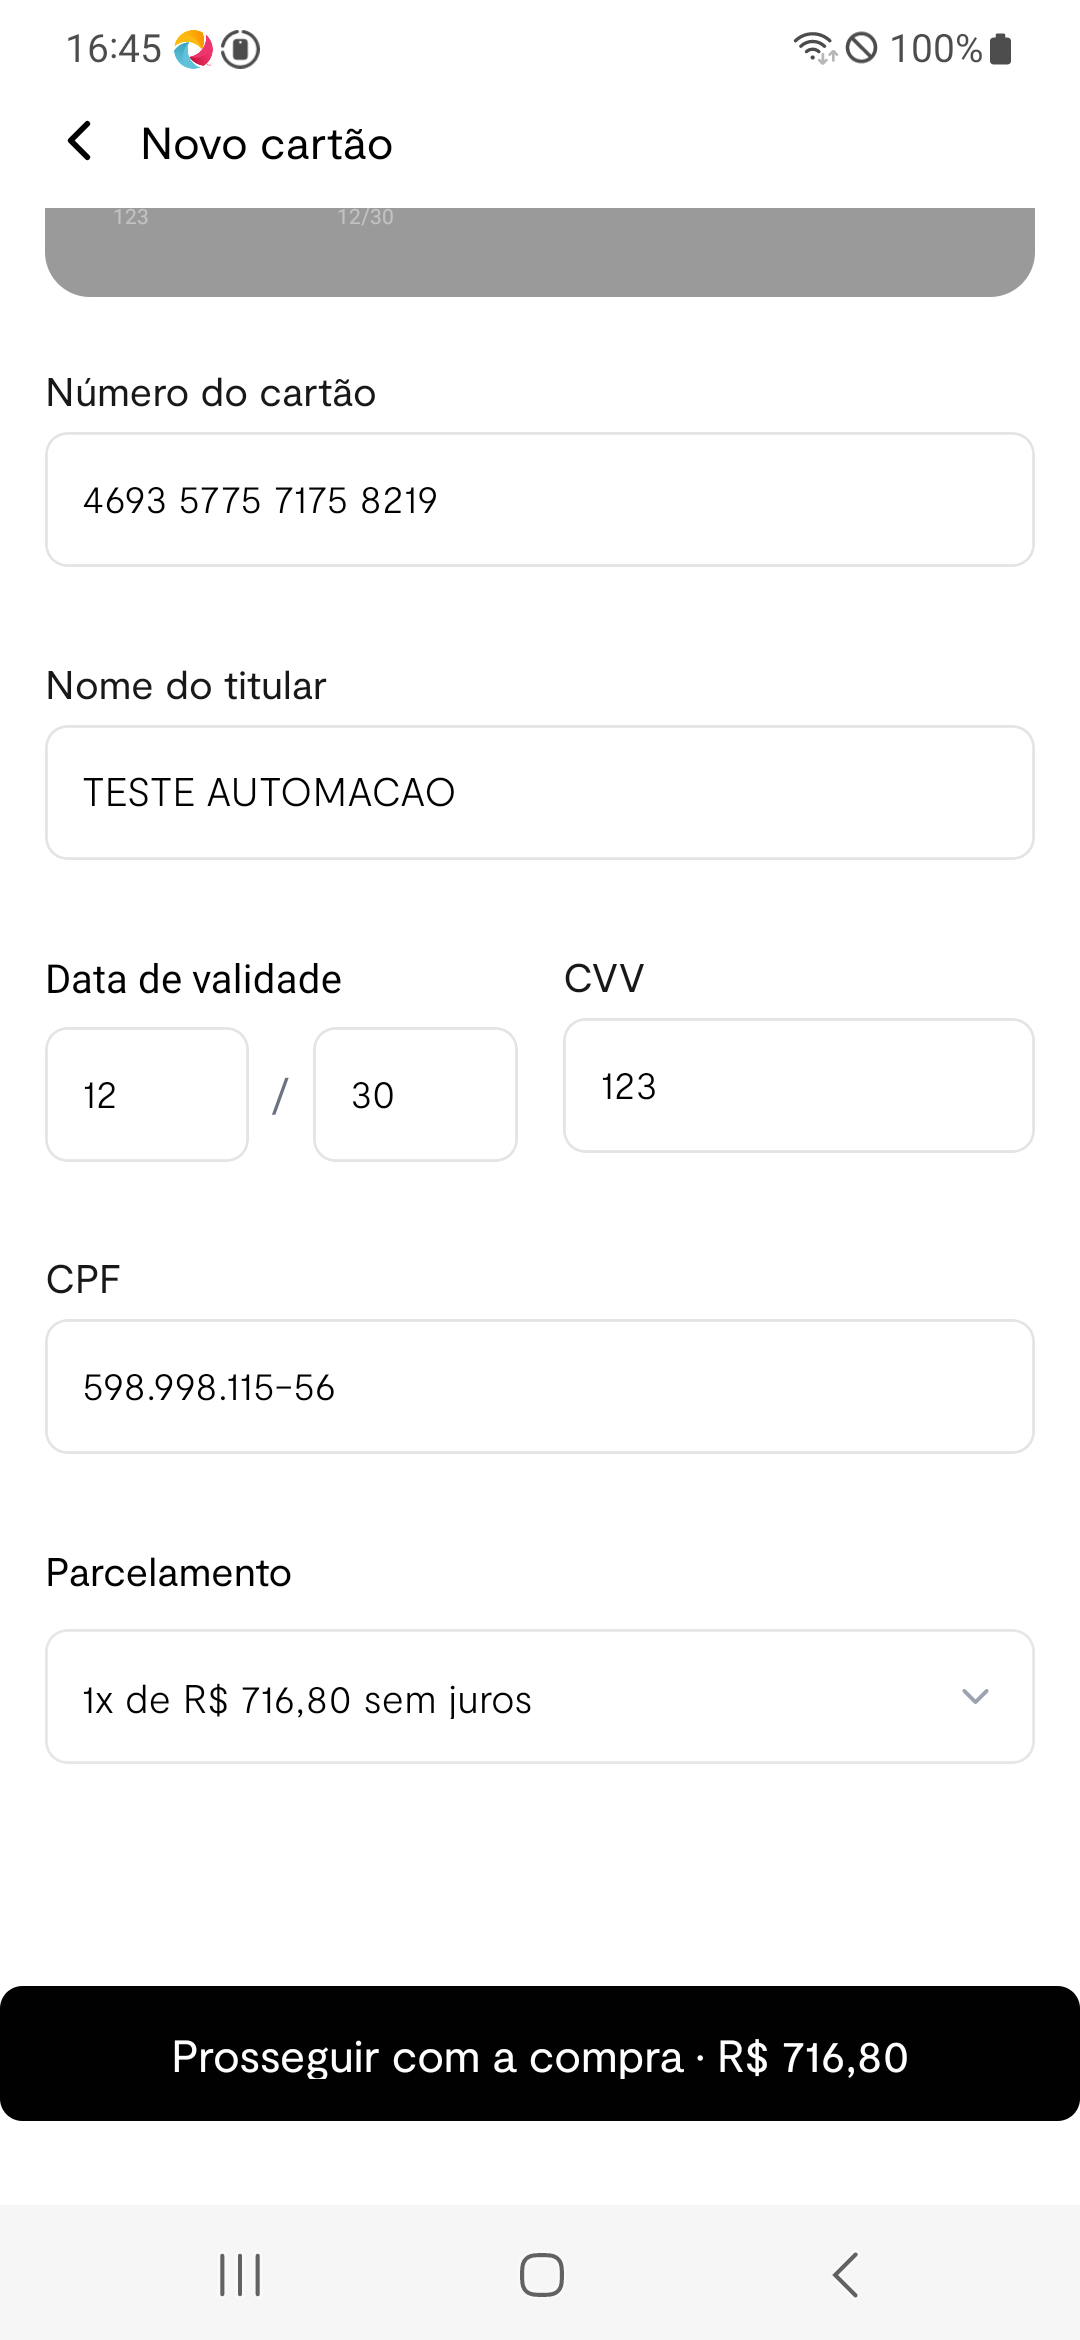 16:45 100%
Novo cartão
123 12/30
Número do cartão
4693 5775 7175 8219
Nome do titular
TESTE AUTOMACAO
Data de validade CVV
12 / 30 123
CPF
598.998.115-56
Parcelamento
1x de R$ 716,80 sem juros
Prosseguir com a compra · R$ 716,80